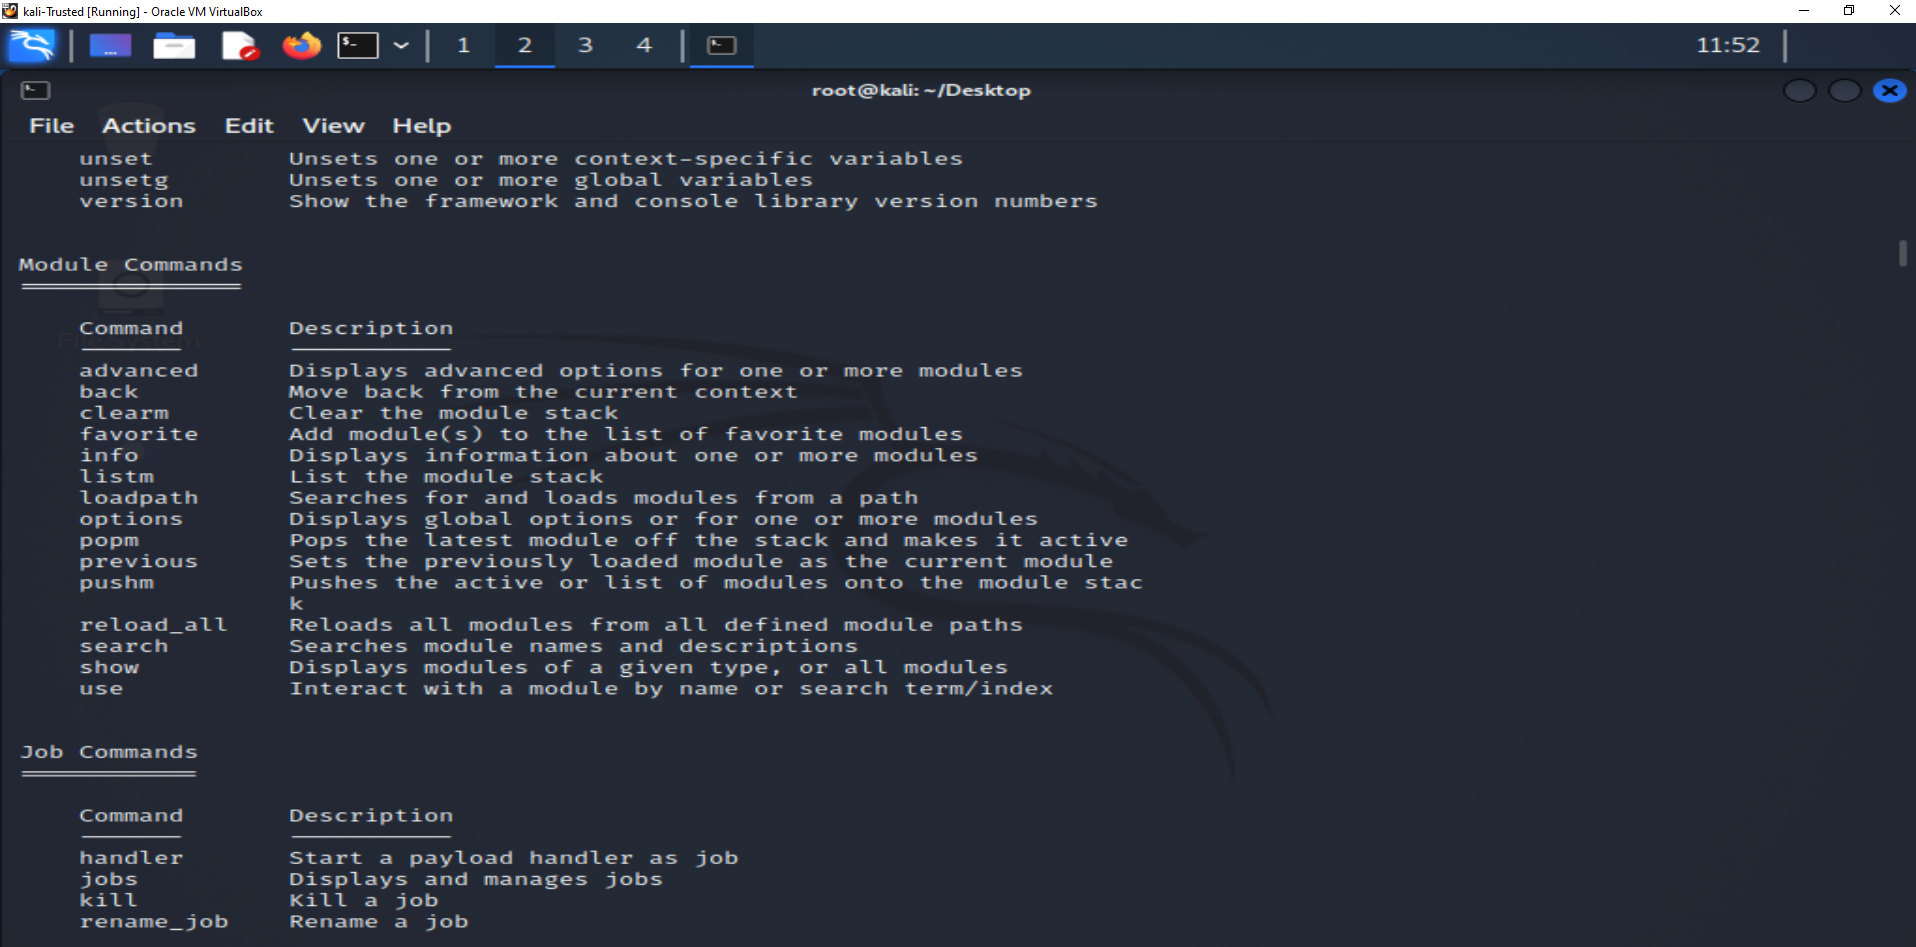 kali-Trusted [Running] - Oracle VM VirtualBox
1 2 3 4 11:52
root@kali: ~/Desktop
File Actions Edit View Help
unset Unsets one or more context-specific variables
unsetg Unsets one or more global variables
version Show the framework and console library version numbers
Module Commands
Command Description
File System
advanced Displays advanced options for one or more modules
back Move back from the current context
clearm Clear the module stack
favorite Add module(s) to the list of favorite modules
info Displays information about one or more modules
listm List the module stack
loadpath Searches for and loads modules from a path
options Displays global options or for one or more modules
popm Pops the latest module off the stack and makes it active
previous Sets the previously loaded module as the current module
pushm Pushes the active or list of modules onto the module stac
k
reload_all Reloads all modules from all defined module paths
search Searches module names and descriptions
show Displays modules of a given type, or all modules
use Interact with a module by name or search term/index
Job Commands
Command Description
handler Start a payload handler as job
jobs Displays and manages jobs
kill Kill a job
rename_job Rename a job